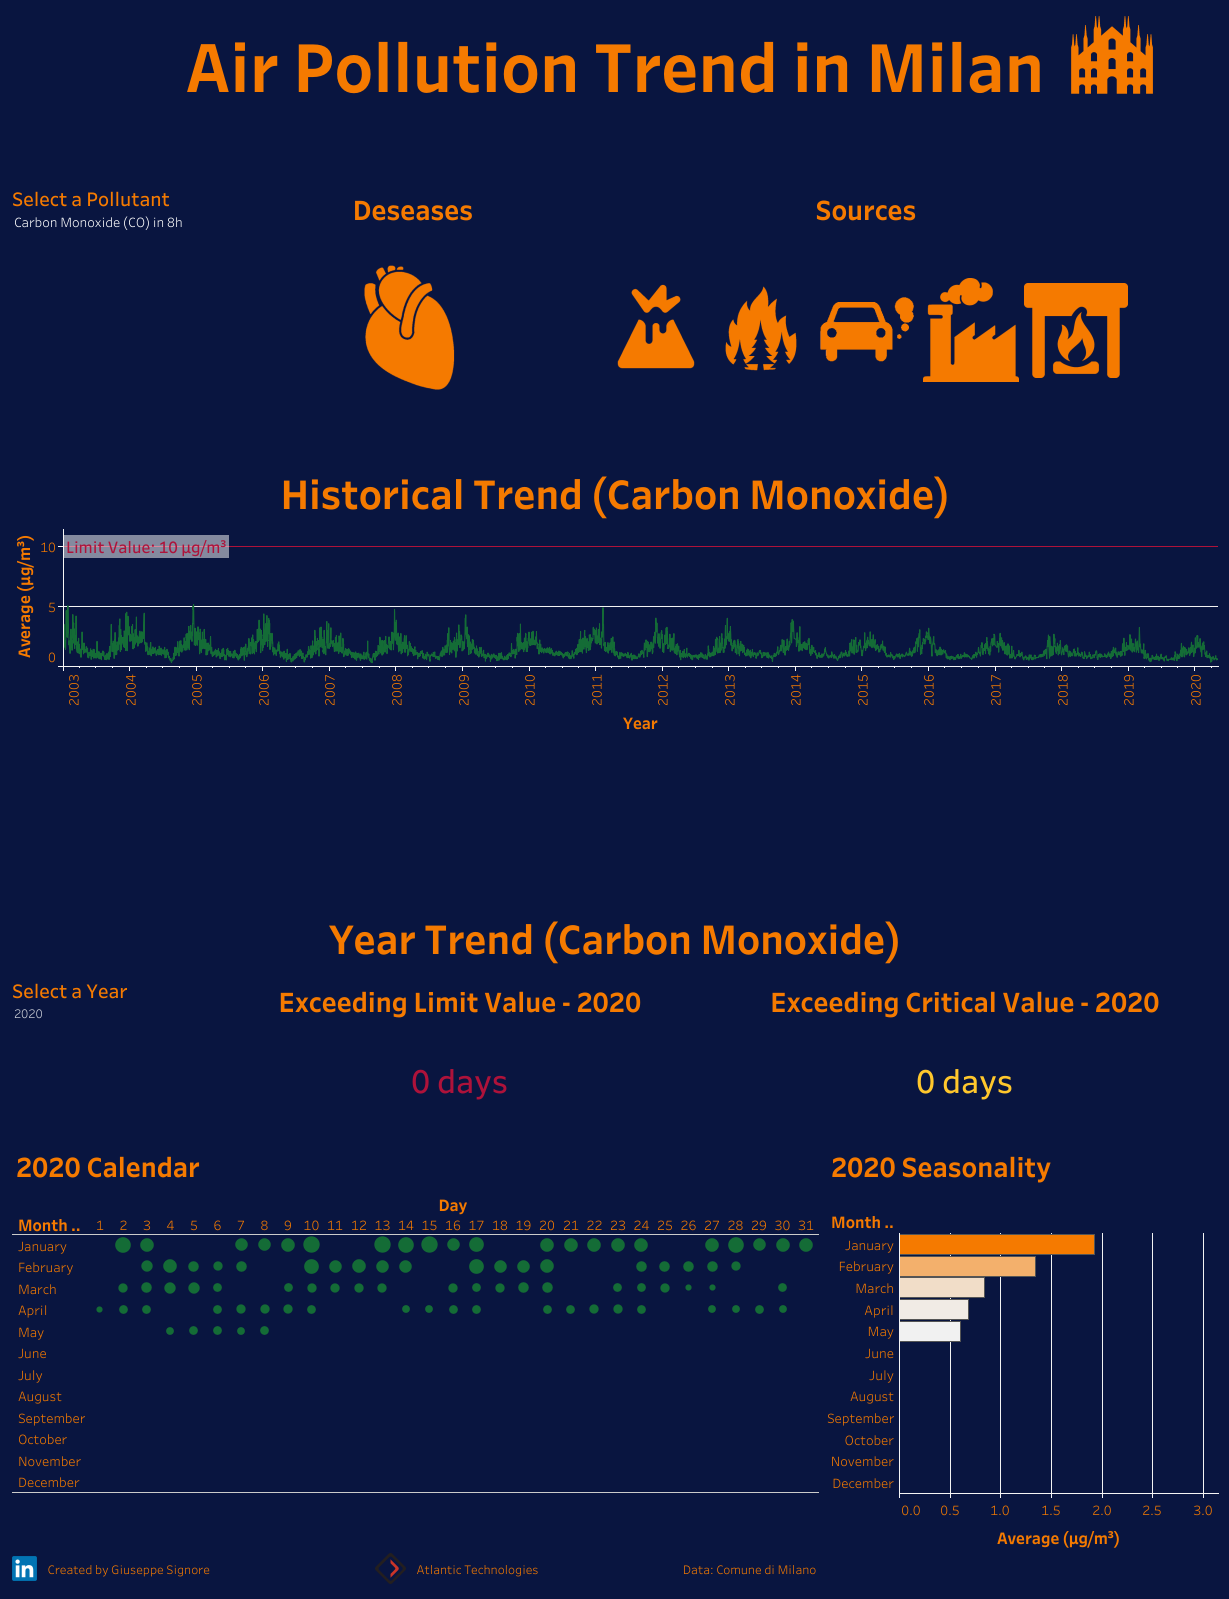 Air Pollution Trend in Milan
Select a Pollutant
Carbon Monoxide (CO) in 8h
Deseases
Sources
Historical Trend (Carbon Monoxide)
Average (µg/m³)
10
5
0
Limit Value: 10 µg/m³
2003 2004 2005 2006 2007 2008 2009 2010 2011 2012 2013 2014 2015 2016 2017 2018 2019 2020
Year
Year Trend (Carbon Monoxide)
Select a Year
2020
Exceeding Limit Value - 2020
0 days
Exceeding Critical Value - 2020
0 days
2020 Calendar
Day
Month .. 1 2 3 4 5 6 7 8 9 10 11 12 13 14 15 16 17 18 19 20 21 22 23 24 25 26 27 28 29 30 31
January
February
March
April
May
June
July
August
September
October
November
December
2020 Seasonality
Month ..
January
February
March
April
May
June
July
August
September
October
November
December
0.0 0.5 1.0 1.5 2.0 2.5 3.0
Average (µg/m³)
in Created by Giuseppe Signore
Atlantic Technologies
Data: Comune di Milano